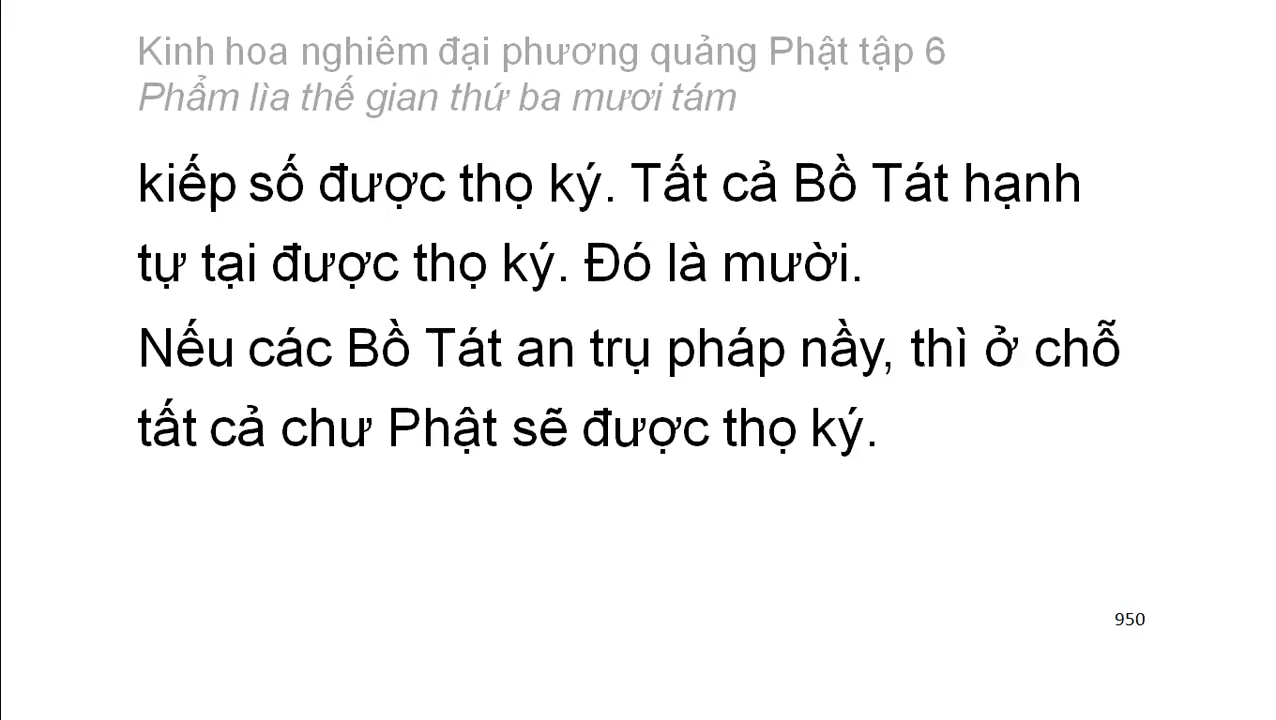 Kinh hoa nghiêm đại phương quảng Phật tập 6
Phẩm lìa thế gian thứ ba mươi tám
kiếp số được thọ ký. Tất cả Bồ Tát hạnh
tự tại được thọ ký. Đó là mười.
Nếu các Bồ Tát an trụ pháp nầy, thì ở chỗ
tất cả chư Phật sẽ được thọ ký.
950